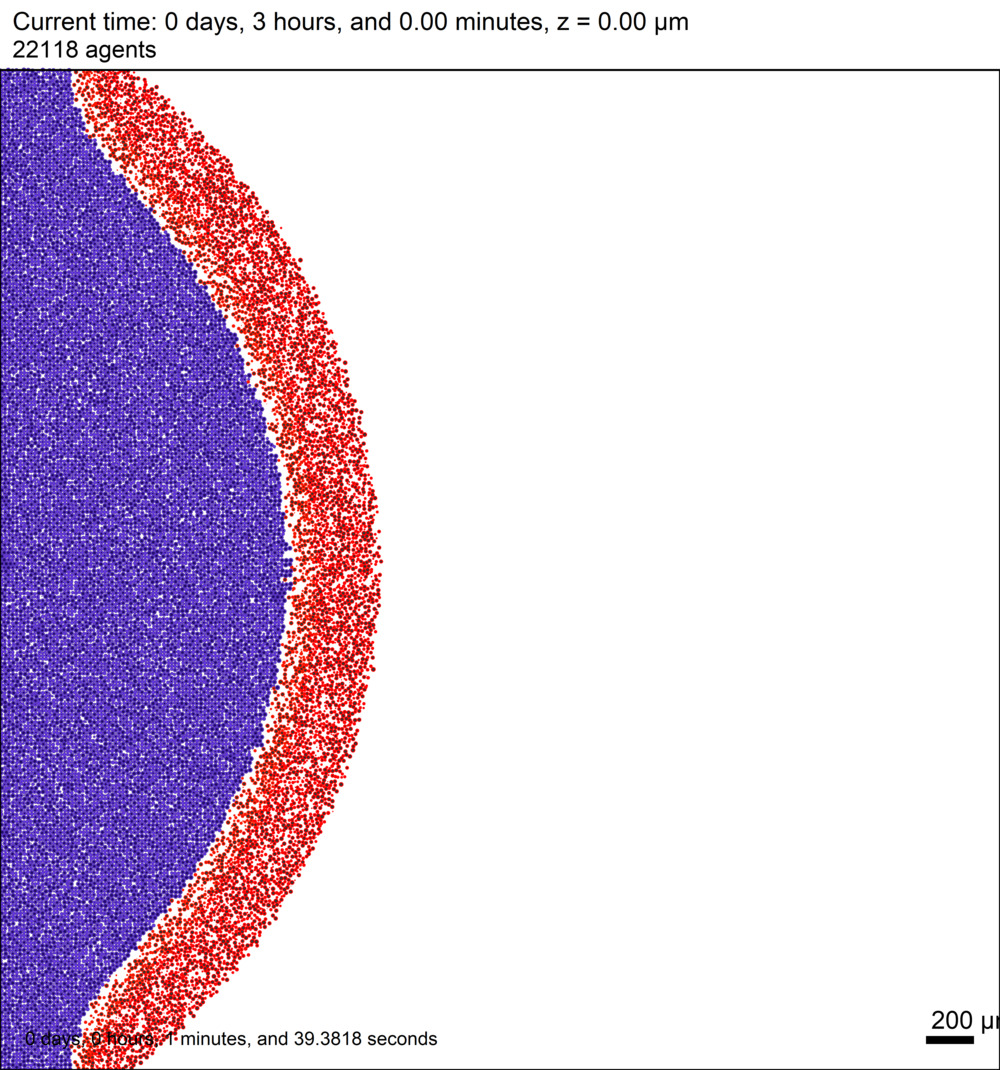 Current time: 0 days, 3 hours, and 0.00 minutes, z = 0.00 μm
22118 agents
200 μ
0 days, 0 hours, 1 minutes, and 39.3818 seconds